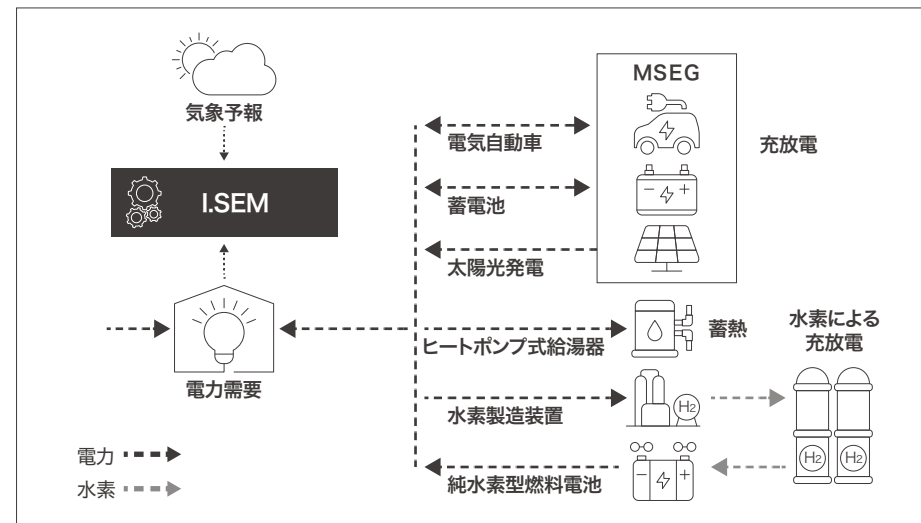 気象予報
I.SEM
電力需要
電力
水素
電気自動車
蓄電池
太陽光発電
ヒートポンプ式給湯器
水素製造装置
純水素型燃料電池
MSEG
充放電
蓄熱
水素による
充放電
H2
H2 H2